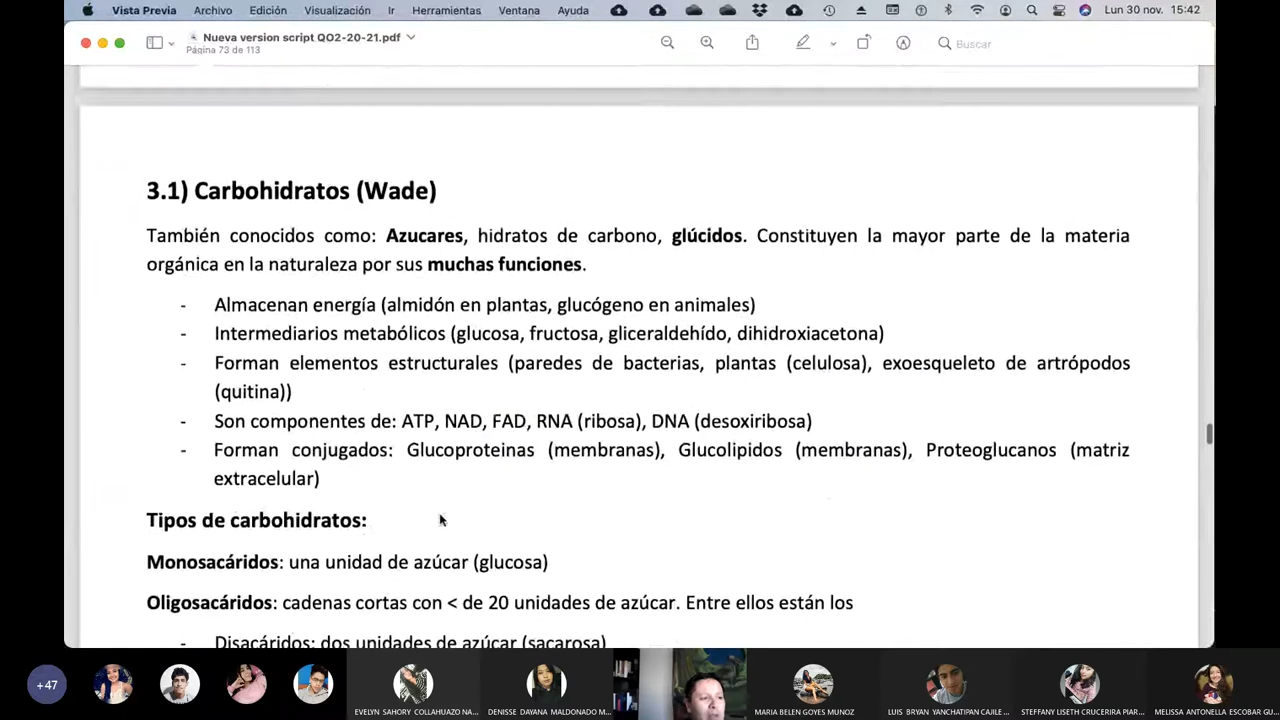 Vista Previa Archivo Edición Visualización Ir Herramientas Ventana Ayuda Lun 30 nov. 15:42
Nueva version script QO2-20-21.pdf
Página 73 de 113
Buscar
3.1) Carbohidratos (Wade)
También conocidos como: Azucares, hidratos de carbono, glúcidos. Constituyen la mayor parte de la materia
orgánica en la naturaleza por sus muchas funciones.
- Almacenan energía (almidón en plantas, glucógeno en animales)
- Intermediarios metabólicos (glucosa, fructosa, gliceraldehído, dihidroxiacetona)
- Forman elementos estructurales (paredes de bacterias, plantas (celulosa), exoesqueleto de artrópodos
(quitina))
- Son componentes de: ATP, NAD, FAD, RNA (ribosa), DNA (desoxiribosa)
- Forman conjugados: Glucoproteinas (membranas), Glucolipidos (membranas), Proteoglucanos (matriz
extracelular)
Tipos de carbohidratos:
Monosacáridos: una unidad de azúcar (glucosa)
Oligosacáridos: cadenas cortas con < de 20 unidades de azúcar. Entre ellos están los
- Disacáridos: dos unidades de azúcar (sacarosa)
+47
EVELYN SAHORY COLLAHUAZO NA... DENISSE DAYANA MALDONADO M... MARIA BELEN GOYES MUNOZ LUIS BRYAN YANCHATIPAN CAJILE... STEFFANY LISETH CRUCERIRA PIAR... MELISSA ANTONELLA ESCOBAR GU...